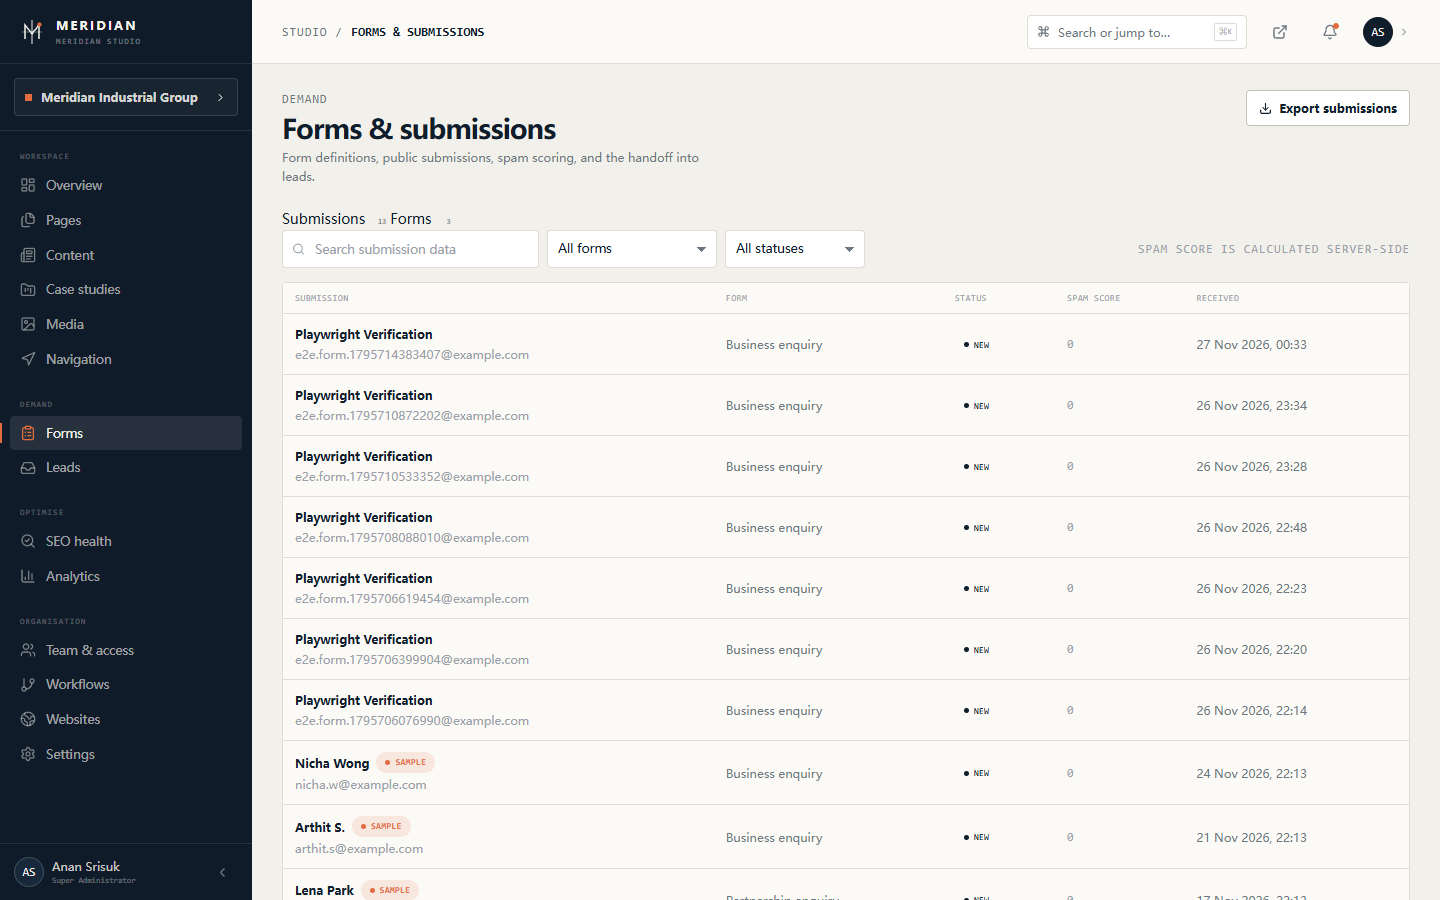 MERIDIAN
MERIDIAN STUDIO
Meridian Industrial Group
WORKSPACE
Overview
Pages
Content
Case studies
Media
Navigation
DEMAND
Forms
Leads
OPTIMISE
SEO health
Analytics
ORGANISATION
Team & access
Workflows
Websites
Settings
AS Anan Srisuk
Super Administrator
STUDIO / FORMS & SUBMISSIONS
Search or jump to... ⌘K
AS
DEMAND
Forms & submissions
Form definitions, public submissions, spam scoring, and the handoff into
leads.
Export submissions
Submissions 13 Forms 3
Search submission data
All forms
All statuses
SPAM SCORE IS CALCULATED SERVER-SIDE
SUBMISSION FORM STATUS SPAM SCORE RECEIVED
Playwright Verification
e2e.form.1795714383407@example.com
Business enquiry NEW 0 27 Nov 2026, 00:33
Playwright Verification
e2e.form.1795710872202@example.com
Business enquiry NEW 0 26 Nov 2026, 23:34
Playwright Verification
e2e.form.1795710533352@example.com
Business enquiry NEW 0 26 Nov 2026, 23:28
Playwright Verification
e2e.form.1795708088010@example.com
Business enquiry NEW 0 26 Nov 2026, 22:48
Playwright Verification
e2e.form.1795706619454@example.com
Business enquiry NEW 0 26 Nov 2026, 22:23
Playwright Verification
e2e.form.1795706399904@example.com
Business enquiry NEW 0 26 Nov 2026, 22:20
Playwright Verification
e2e.form.1795706076990@example.com
Business enquiry NEW 0 26 Nov 2026, 22:14
Nicha Wong SAMPLE
nicha.w@example.com
Business enquiry NEW 0 24 Nov 2026, 22:13
Arthit S. SAMPLE
arthit.s@example.com
Business enquiry NEW 0 21 Nov 2026, 22:13
Lena Park SAMPLE